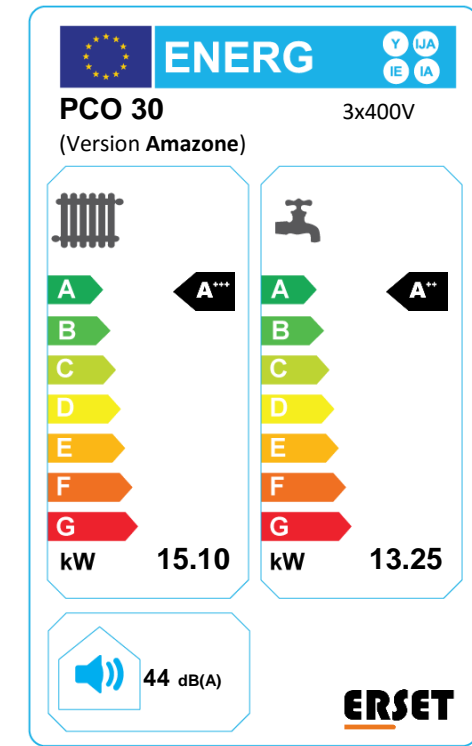 ENERG Y IJA
IE IA
PCO 30 3x400V
(Version Amazone)
A A+++
B
C
D
E
F
G
kW 15.10
A A++
B
C
D
E
F
G
kW 13.25
44 dB(A)
ERSET